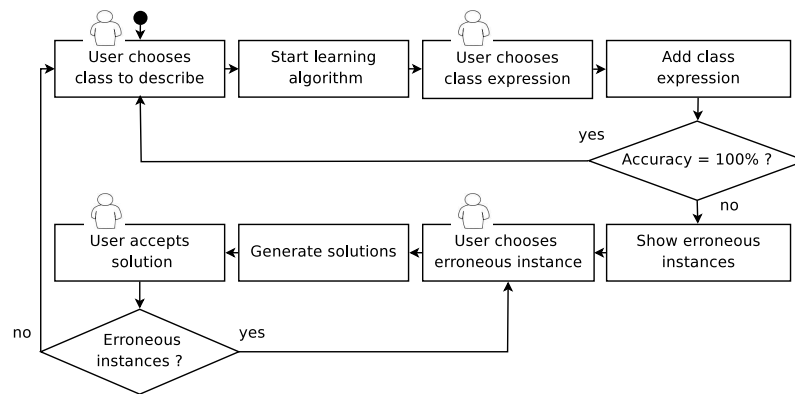 User chooses
class to describe
Start learning
algorithm
User chooses
class expression
Add class
expression
yes
Accuracy = 100% ?
no
User accepts
solution
Generate solutions
User chooses
erroneous instance
Show erroneous
instances
no
Erroneous
instances ?
yes